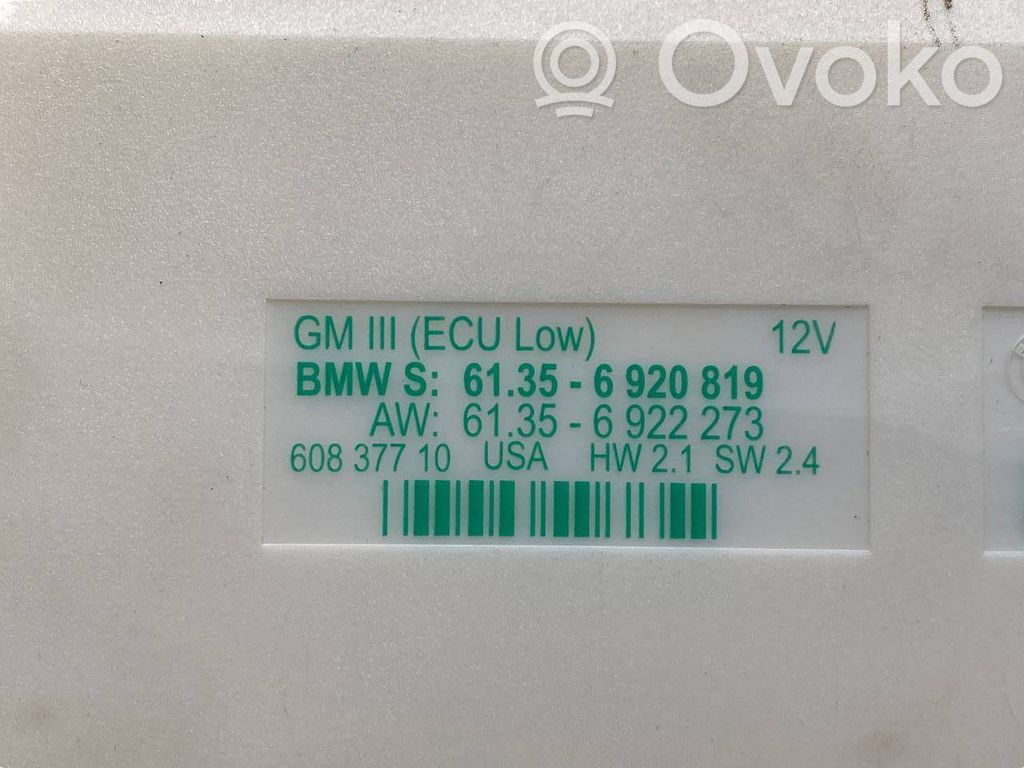 Ovoko
GM III (ECU Low) 12V
BMW S: 61.35 - 6 920 819
AW: 61.35 - 6 922 273
608 377 10 USA HW 2.1 SW 2.4